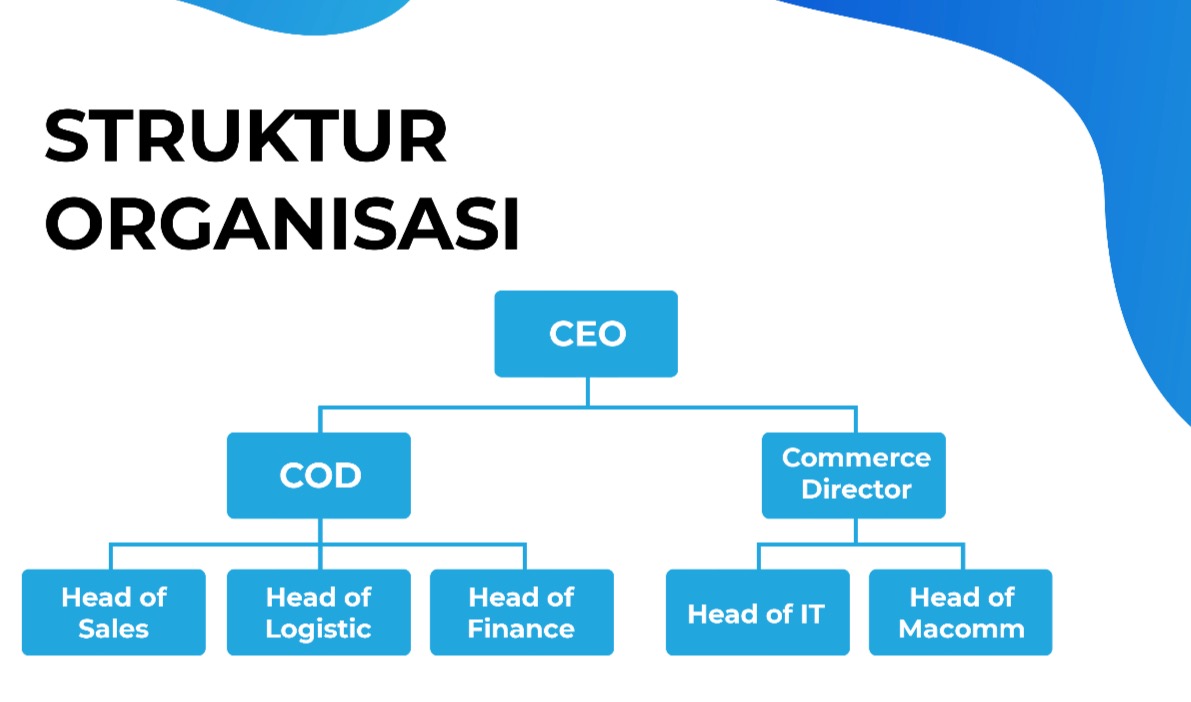 STRUKTUR
ORGANISASI
CEO
COD
Commerce
Director
Head of
Sales
Head of
Logistic
Head of
Finance
Head of IT
Head of
Macomm